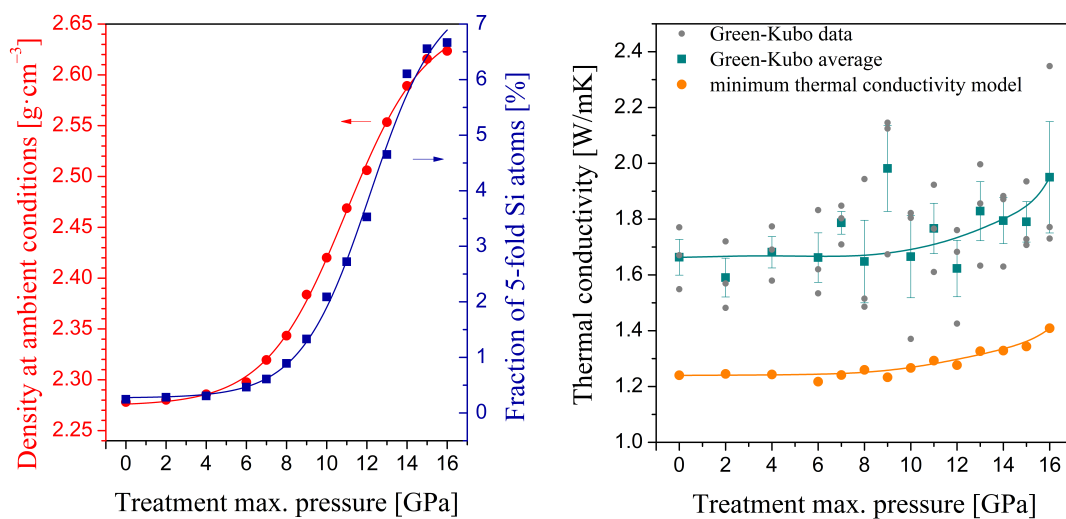 Density at ambient conditions [g·cm⁻³]
2.65
2.60
2.55
2.50
2.45
2.40
2.35
2.30
2.25
7
6
5
4
3
2
1
0
Fraction of 5-fold Si atoms [%]
0 2 4 6 8 10 12 14 16
Treatment max. pressure [GPa]
Thermal conductivity [W/mK]
2.4
2.2
2.0
1.8
1.6
1.4
1.2
1.0
Green-Kubo data
Green-Kubo average
minimum thermal conductivity model
0 2 4 6 8 10 12 14 16
Treatment max. pressure [GPa]